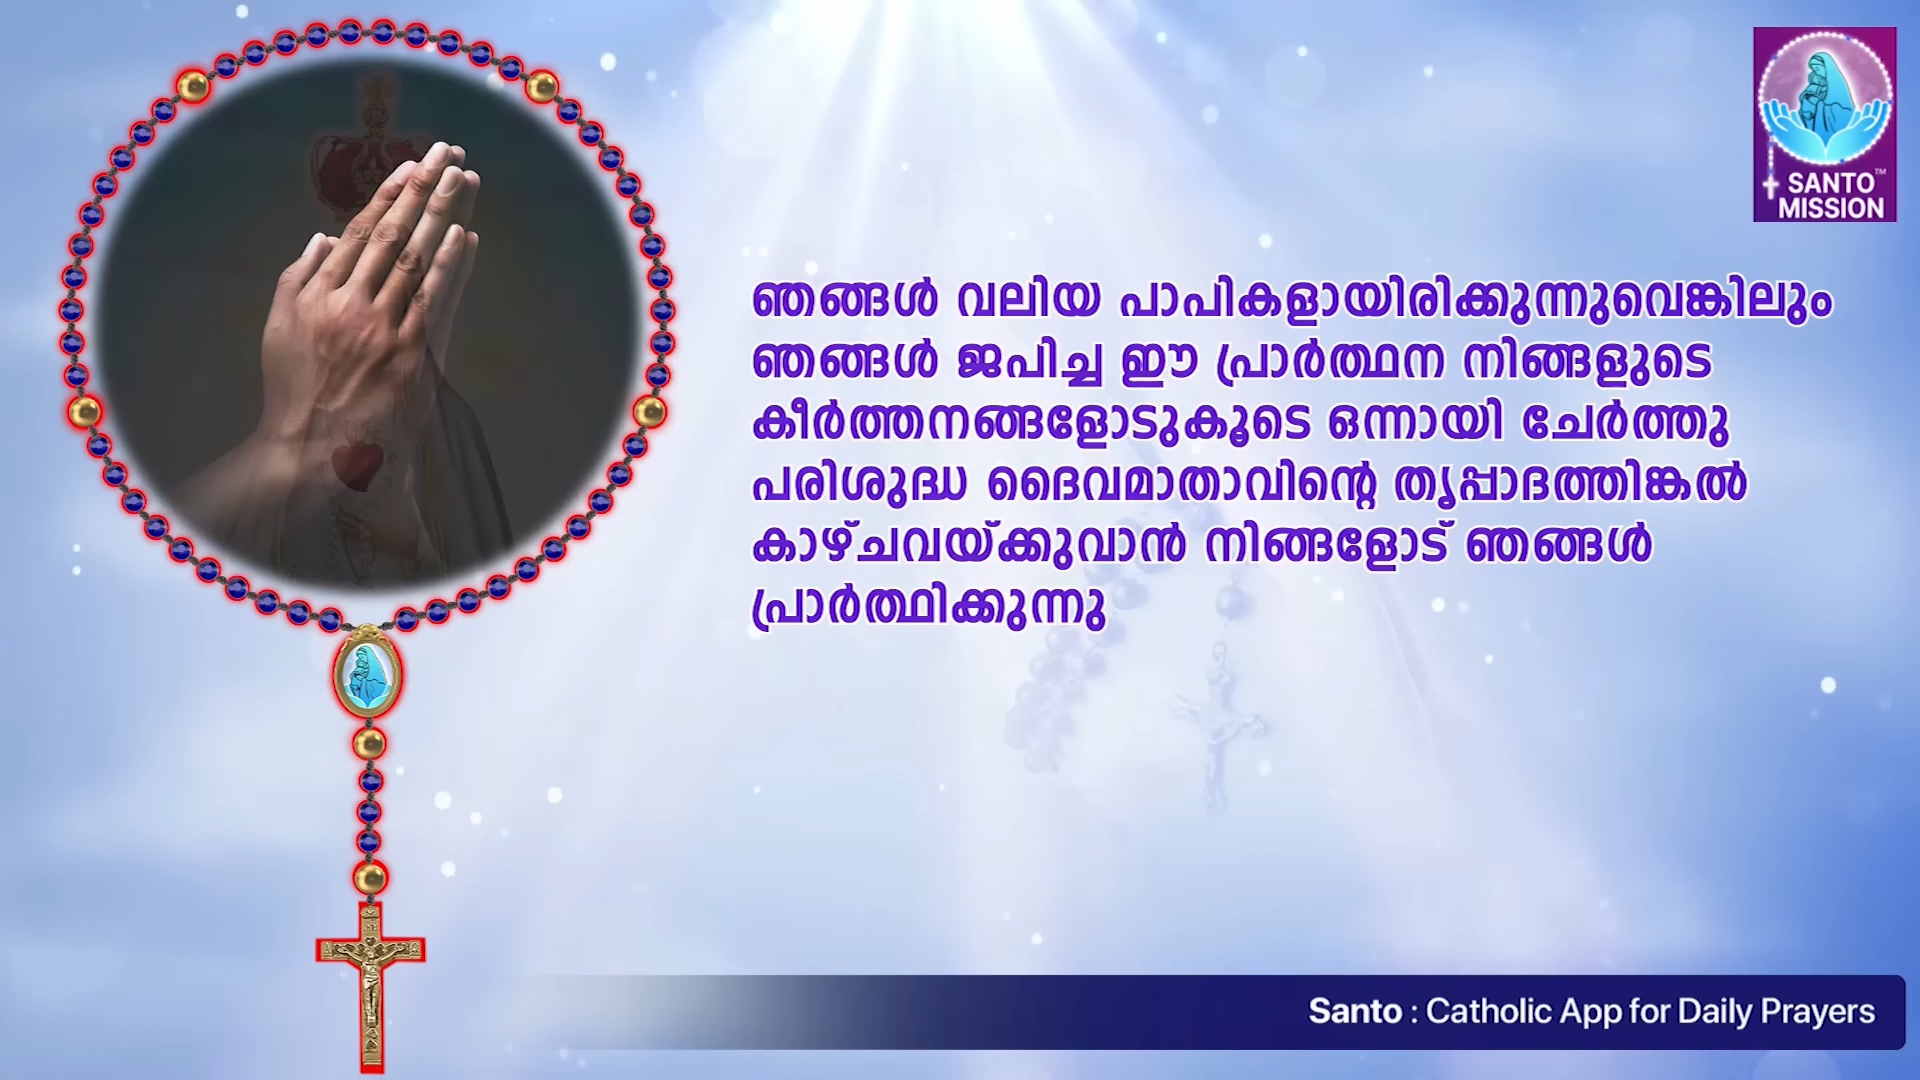 SANTO™
MISSION
ഞങ്ങൾ വലിയ പാപികളായിരിക്കുന്നുവെങ്കിലും
ഞങ്ങൾ ജപിച്ച ഈ പ്രാർത്ഥന നിങ്ങളുടെ
കീർത്തനങ്ങളോടുകൂടെ ഒന്നായി ചേർത്തു
പരിശുദ്ധ ദൈവമാതാവിന്റെ തൃപ്പാദത്തിങ്കൽ
കാഴ്ചവയ്ക്കുവാൻ നിങ്ങളോട് ഞങ്ങൾ
പ്രാർത്ഥിക്കുന്നു
Santo : Catholic App for Daily Prayers